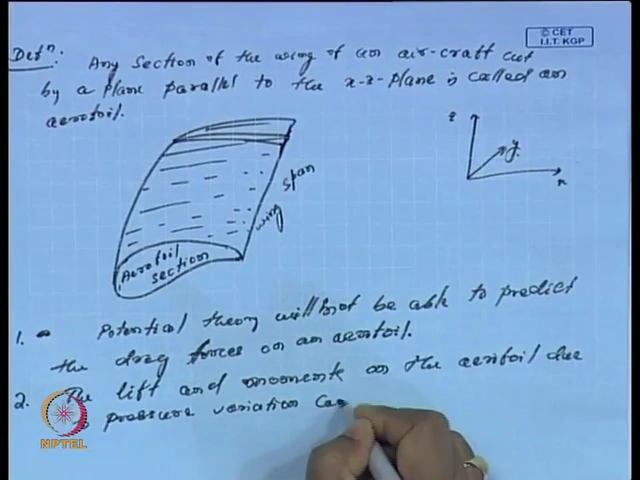 © CET
I.I.T. KGP
Defⁿ: Any section of the wing of an air-craft cut
by a plane parallel to the x-z-plane is called an
aerofoil.
z
y
x
span
wing
Aerofoil
section
1. Potential theory will not be able to predict
the drag forces on an aerofoil.
2. The lift and moment on the aerofoil due
pressure variation can
NPTEL